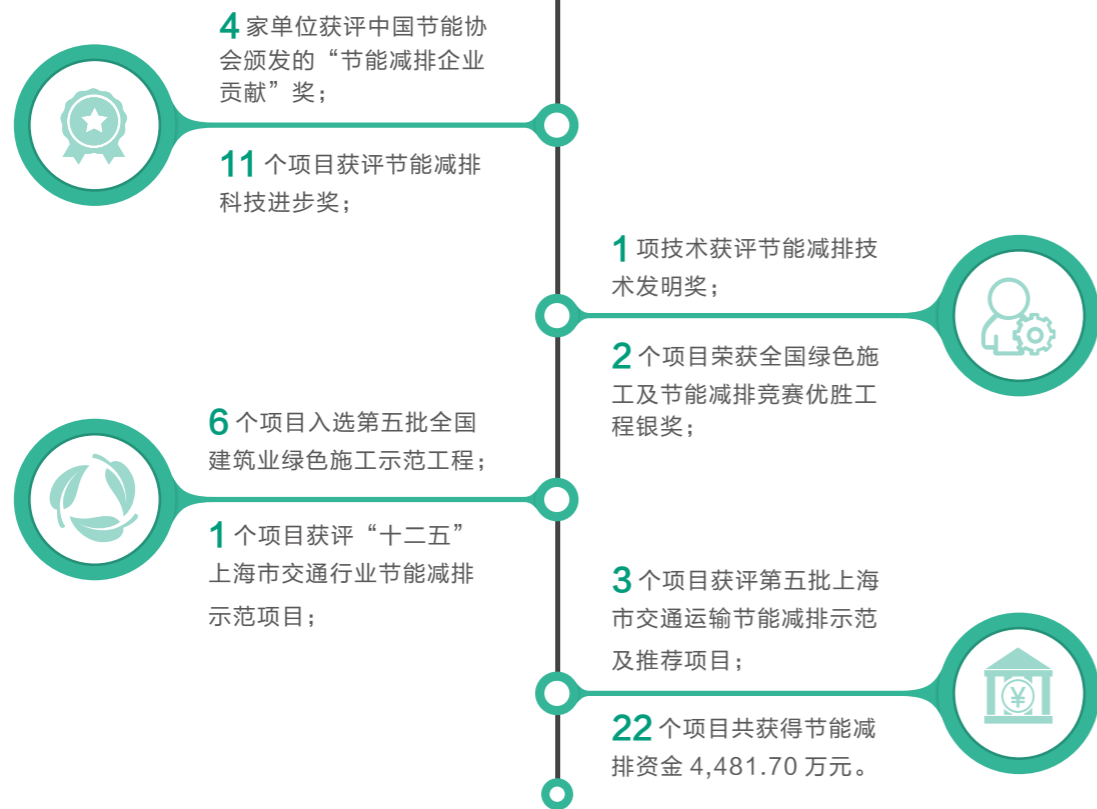 4 家单位获评中国节能协
会颁发的“节能减排企业
贡献”奖；
11 个项目获评节能减排
科技进步奖；
1 项技术获评节能减排技
术发明奖；
2 个项目荣获全国绿色施
工及节能减排竞赛优胜工
程银奖；
6 个项目入选第五批全国
建筑业绿色施工示范工程；
1 个项目获评“十二五”
上海市交通行业节能减排
示范项目；
3 个项目获评第五批上海
市交通运输节能减排示范
及推荐项目；
¥
22 个项目共获得节能减
排资金 4,481.70 万元。